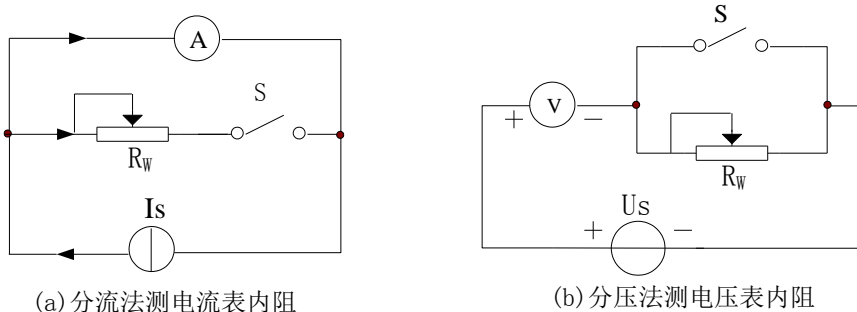 A
S
R_W
Is
(a)分流法测电流表内阻
S
+ V −
R_W
Us
+ −
(b)分压法测电压表内阻